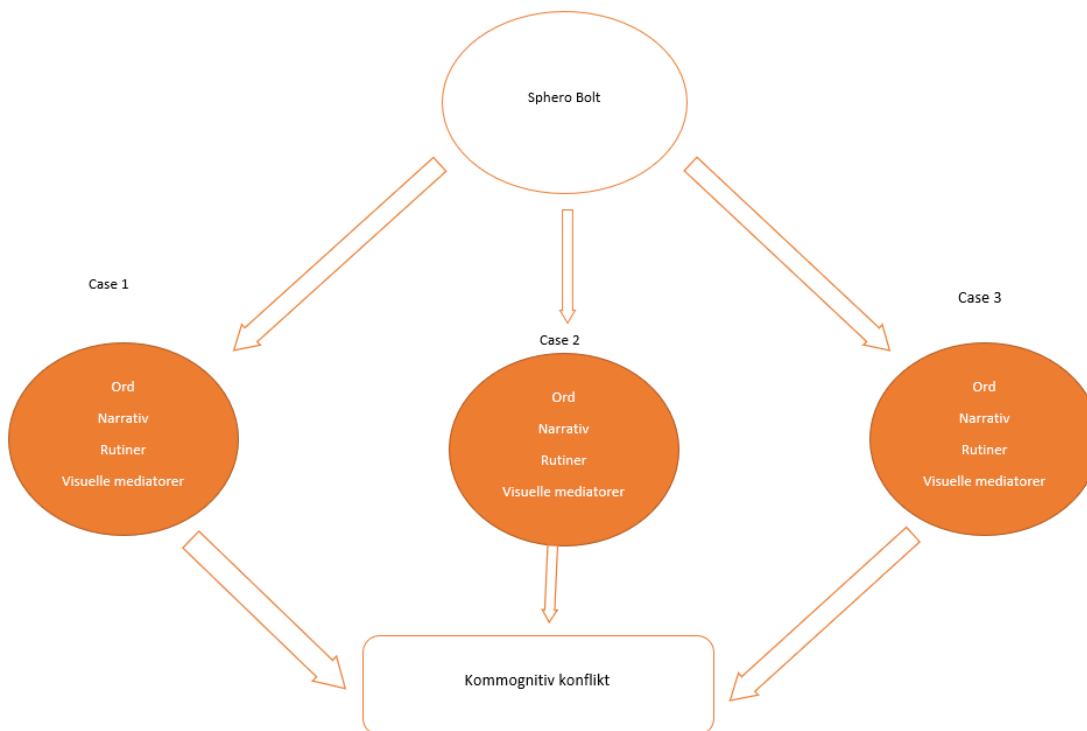 Sphero Bolt
Case 1
Ord
Narrativ
Rutiner
Visuelle mediatorer
Case 2
Ord
Narrativ
Rutiner
Visuelle mediatorer
Case 3
Ord
Narrativ
Rutiner
Visuelle mediatorer
Kommognitiv konflikt